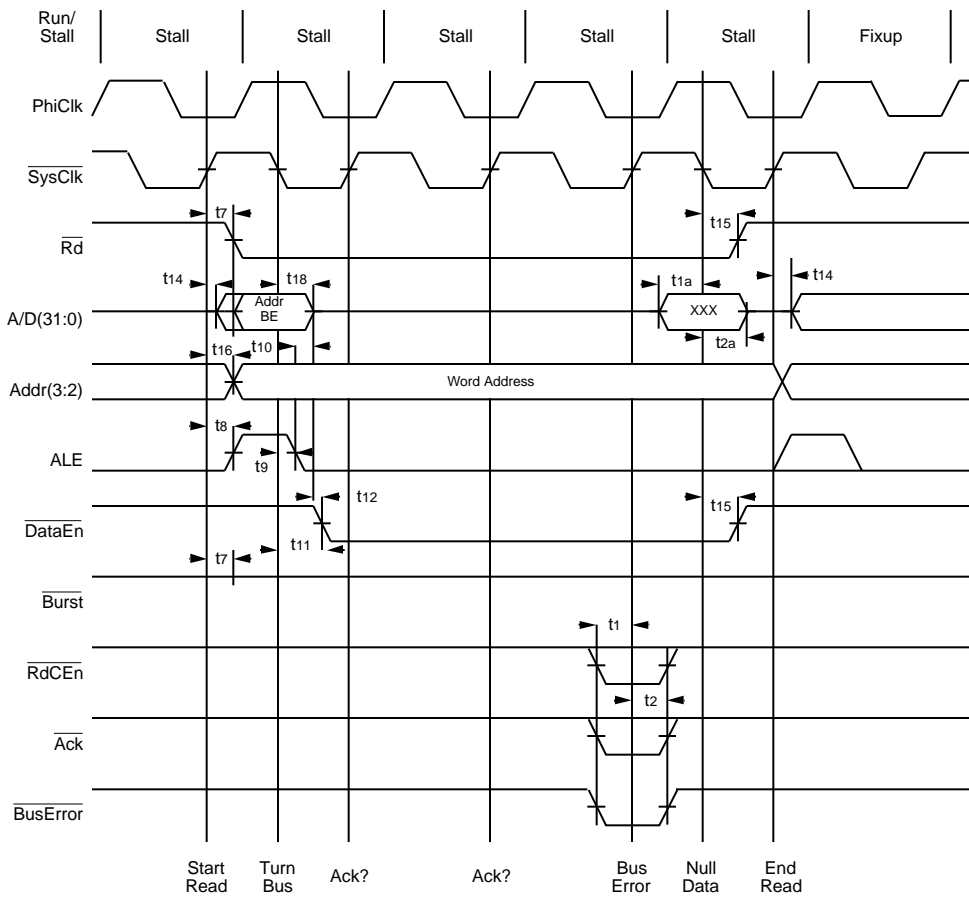 Run/
Stall
Stall Stall Stall Stall Stall Fixup
PhiClk
SysClk
t7 t15
Rd
t14 t18 t1a t14
A/D(31:0) Addr
BE XXX
t10 t2a
t16
Addr(3:2) Word Address
t8
ALE t9
t12 t15
DataEn
t11
t7
Burst
t1
RdCEn
t2
Ack
BusError
Start
Read
Turn
Bus
Ack?
Ack?
Bus
Error
Null
Data
End
Read